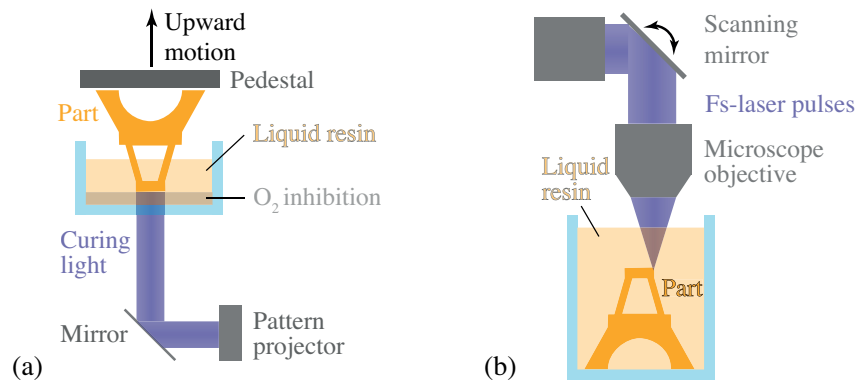 Upward
motion
Pedestal
Part
Liquid resin
O2 inhibition
Curing
light
Mirror
Pattern
projector
(a)
Scanning
mirror
Fs-laser pulses
Microscope
objective
Liquid
resin
Part
(b)